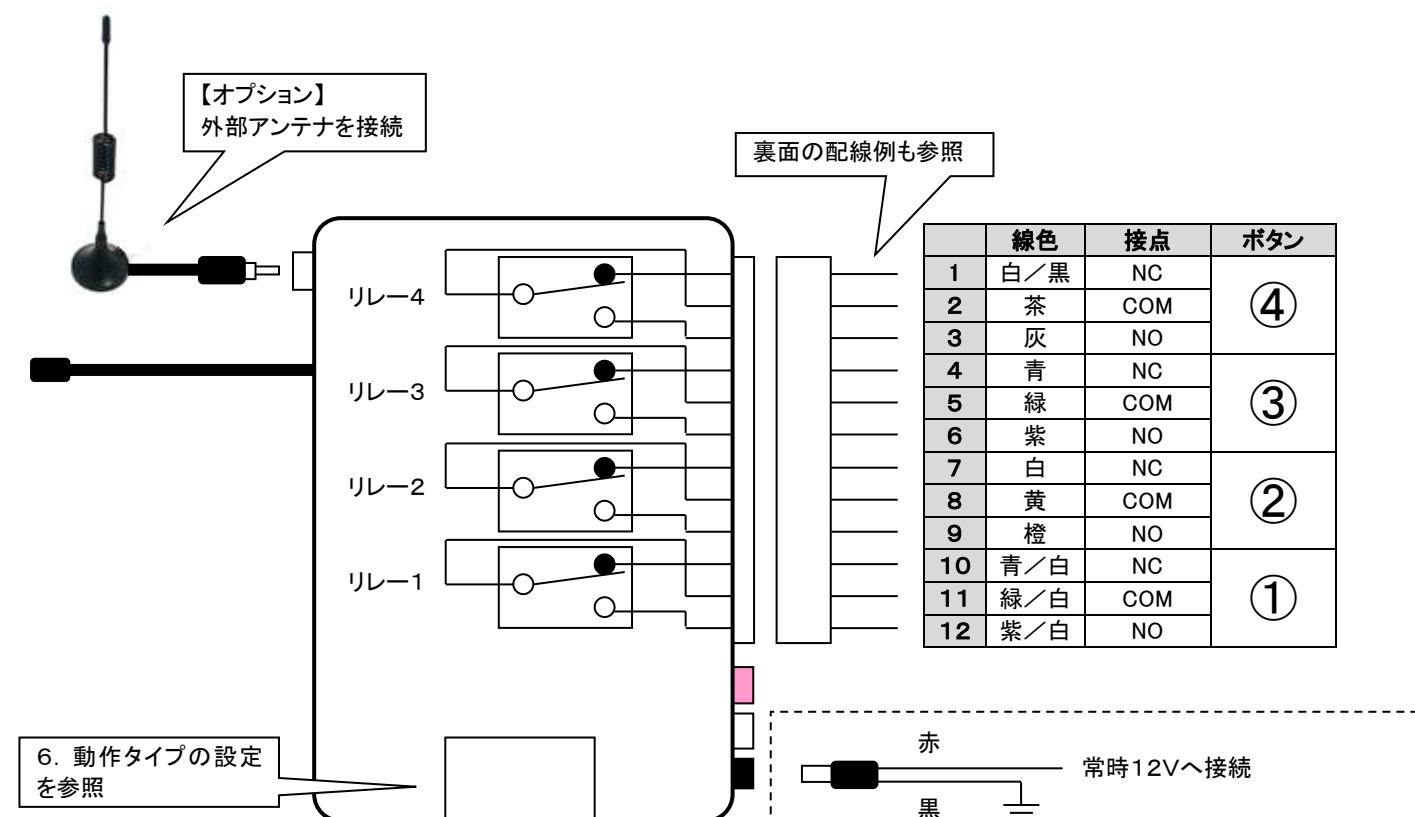 【オプション】
外部アンテナを接続
裏面の配線例も参照
線色 接点 ボタン
1 白／黒 NC ④
2 茶 COM
3 灰 NO
4 青 NC ③
5 緑 COM
6 紫 NO
7 白 NC ②
8 黄 COM
9 橙 NO
10 青／白 NC ①
11 緑／白 COM
12 紫／白 NO
リレー4
リレー3
リレー2
リレー1
6．動作タイプの設定
を参照
赤
常時12Vへ接続
黒